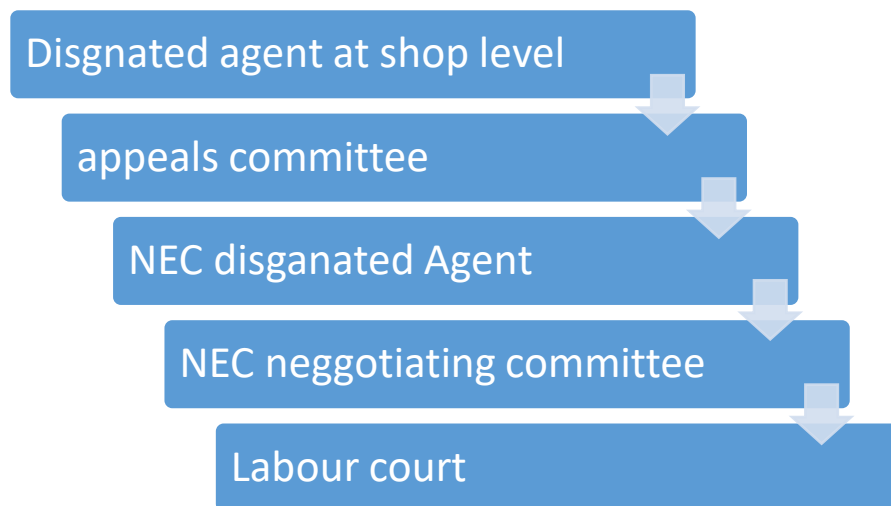 Disgnated agent at shop level
appeals committee
NEC disganated Agent
NEC neggotiating committee
Labour court